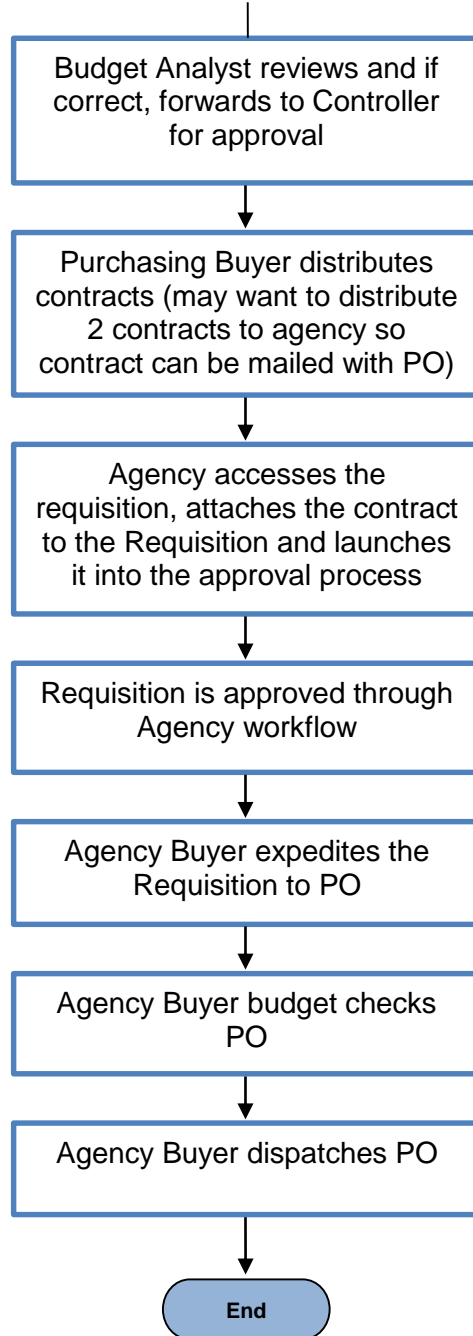 Budget Analyst reviews and if
correct, forwards to Controller
for approval
Purchasing Buyer distributes
contracts (may want to distribute
2 contracts to agency so
contract can be mailed with PO)
Agency accesses the
requisition, attaches the contract
to the Requisition and launches
it into the approval process
Requisition is approved through
Agency workflow
Agency Buyer expedites the
Requisition to PO
Agency Buyer budget checks
PO
Agency Buyer dispatches PO
End